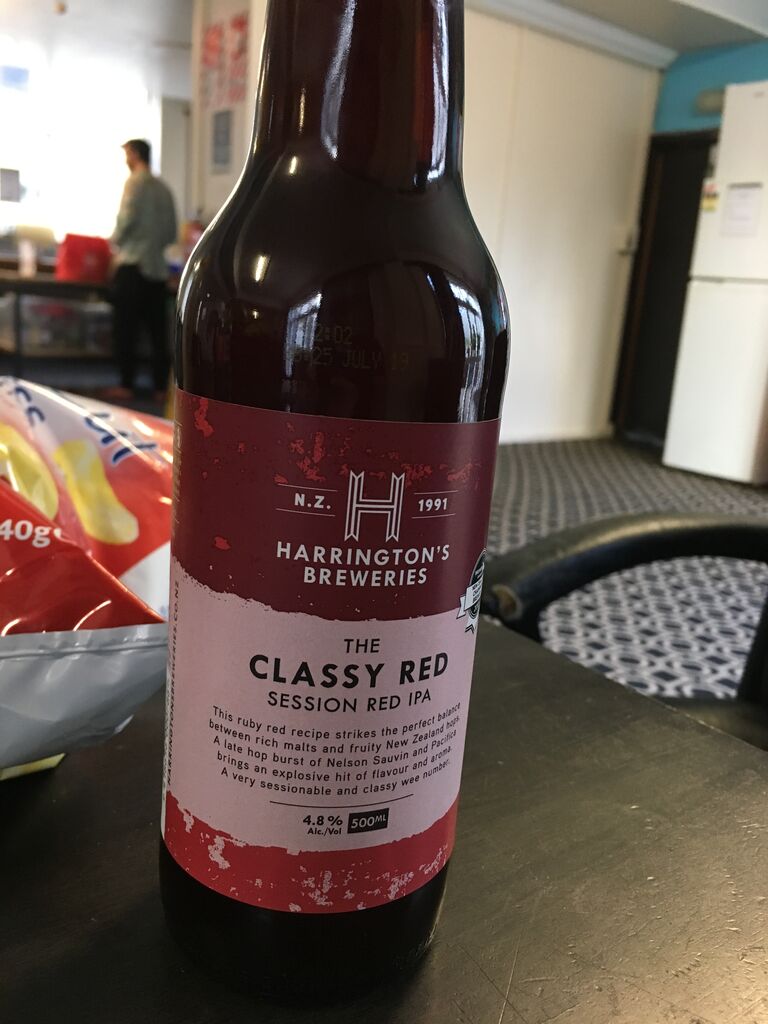 12:02
25 JULY 19
N.Z. H 1991
HARRINGTON'S
BREWERIES
THE
CLASSY RED
SESSION RED IPA
This ruby red recipe strikes the perfect balance
between rich malts and fruity New Zealand hops.
A late hop burst of Nelson Sauvin and Pacifica
brings an explosive hit of flavour and aroma.
A very sessionable and classy wee number.
4.8% 500ML
Alc./Vol
40g